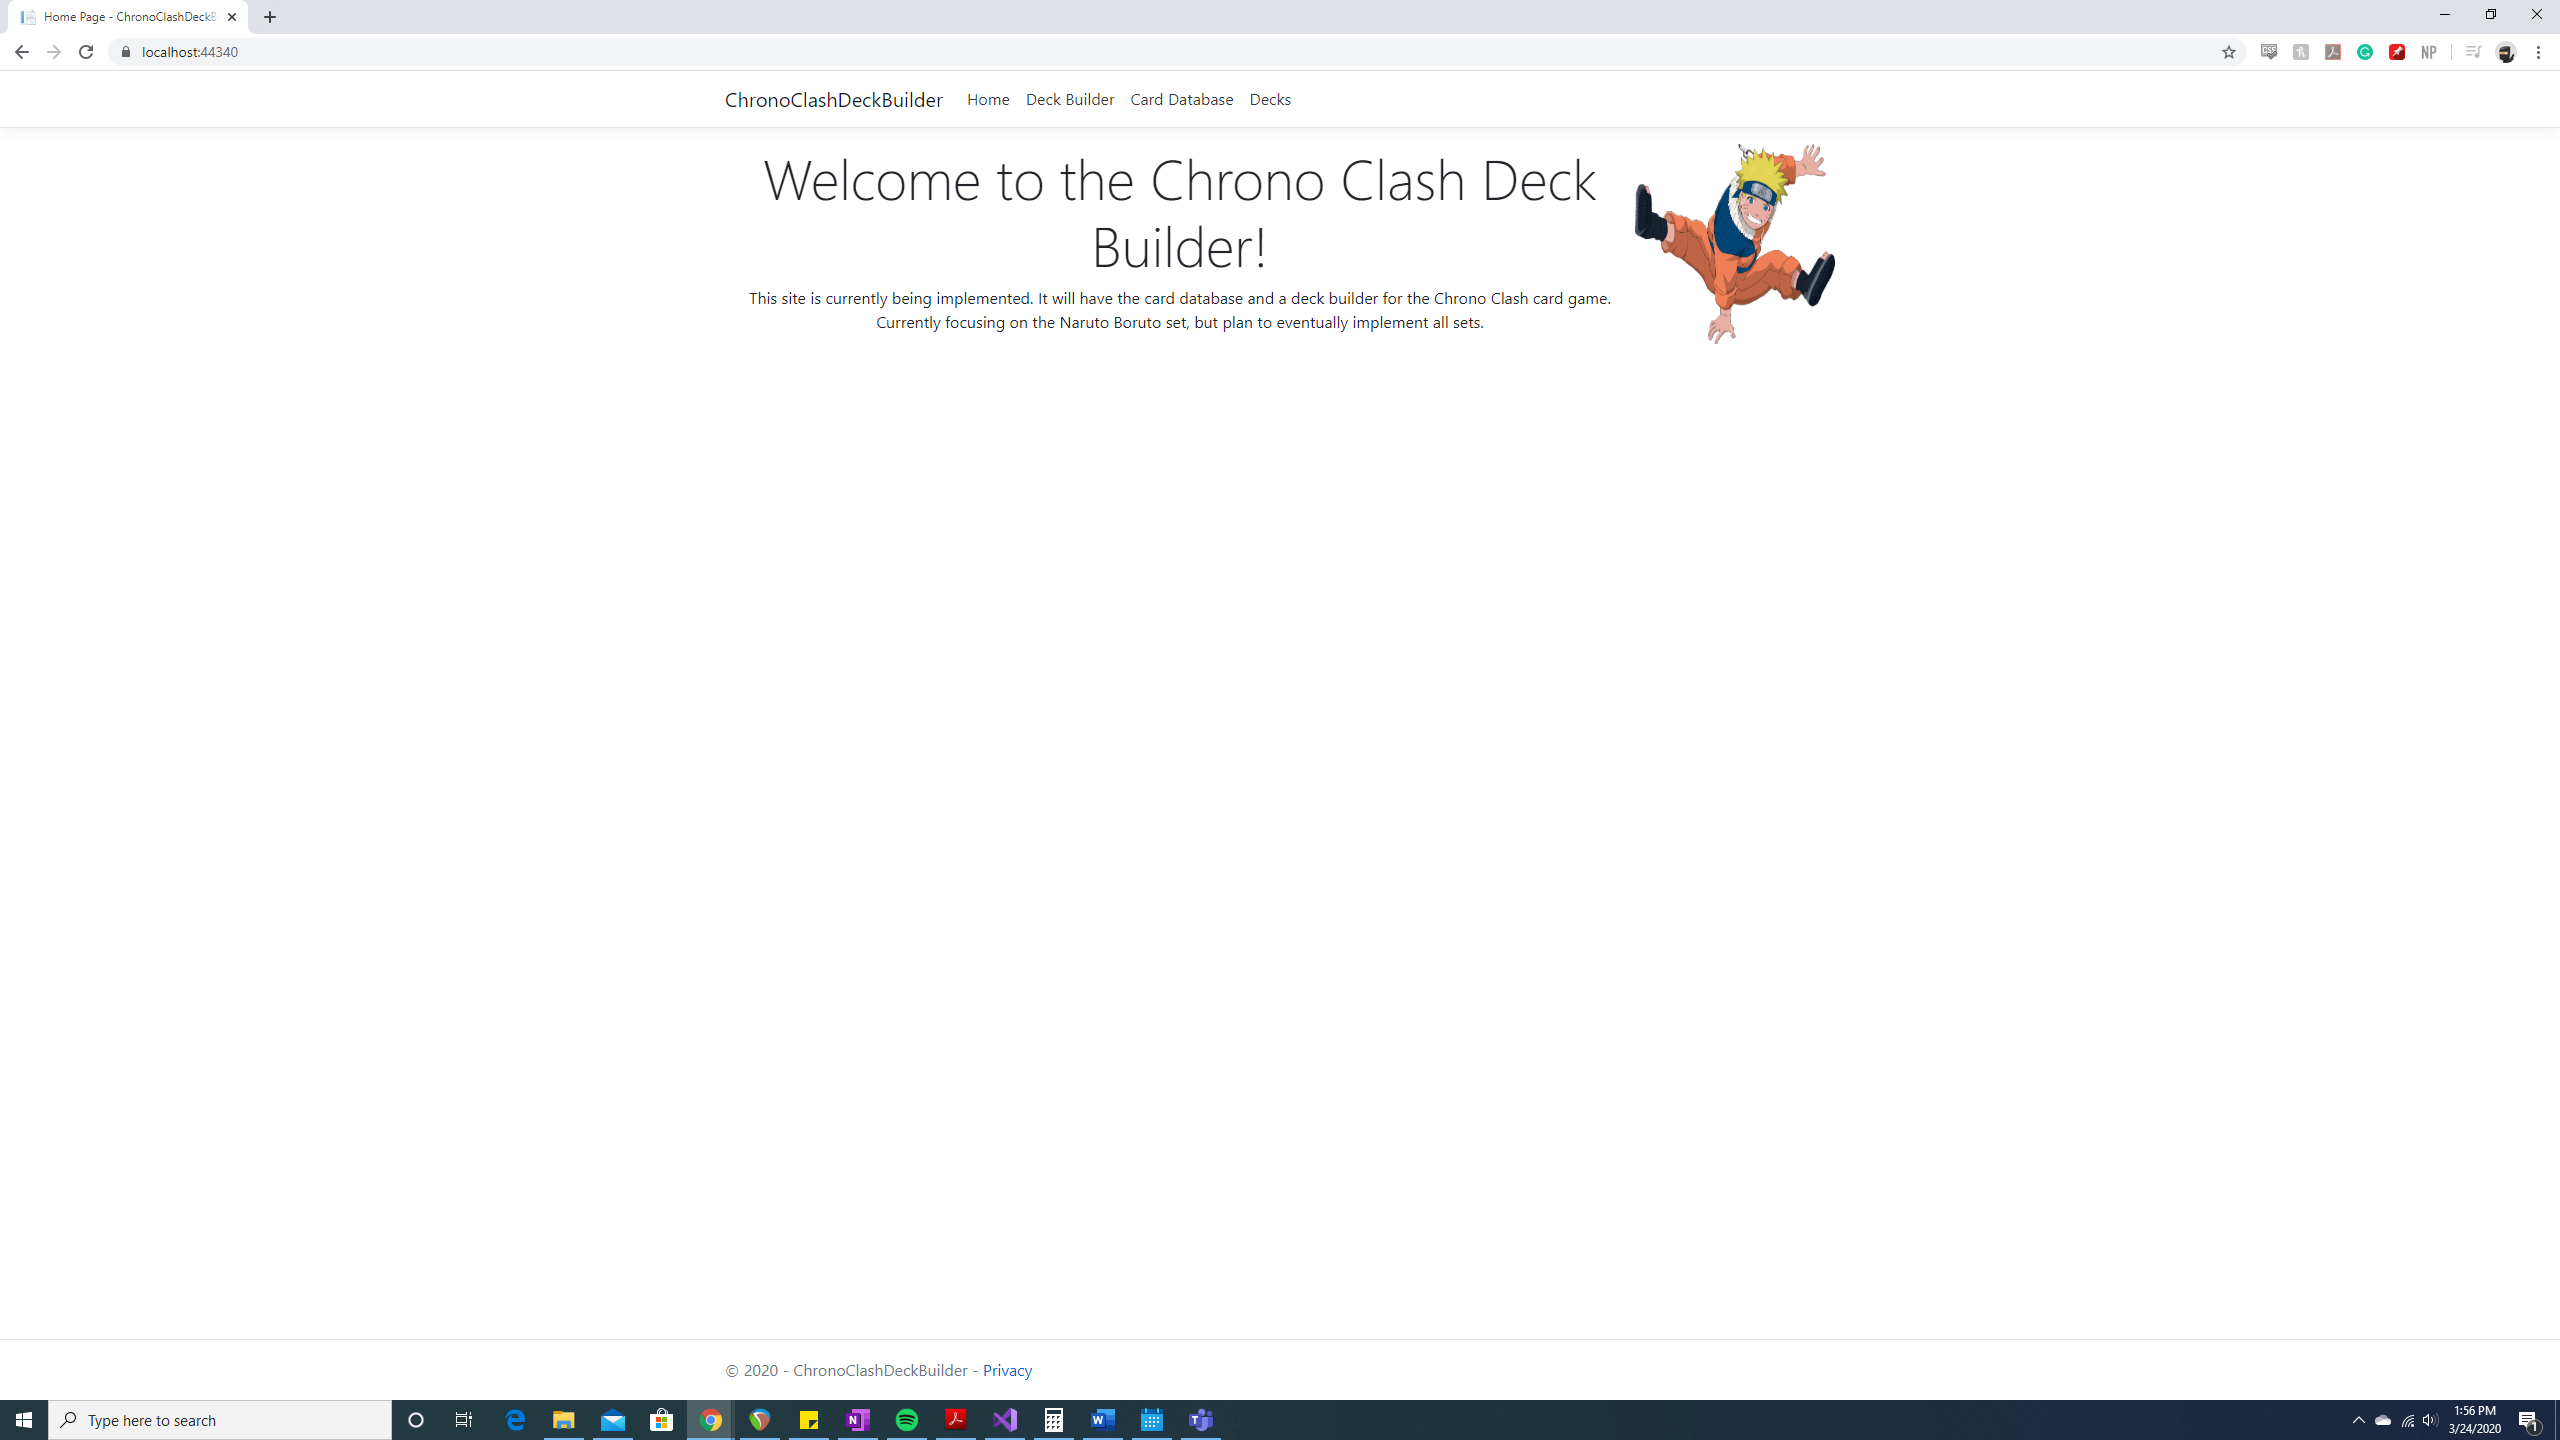 Home Page - ChronoClashDeckB
localhost:44340
NP
ChronoClashDeckBuilder Home Deck Builder Card Database Decks
Welcome to the Chrono Clash Deck
Builder!
This site is currently being implemented. It will have the card database and a deck builder for the Chrono Clash card game.
Currently focusing on the Naruto Boruto set, but plan to eventually implement all sets.
© 2020 - ChronoClashDeckBuilder - Privacy
Type here to search
1:56 PM
3/24/2020
1